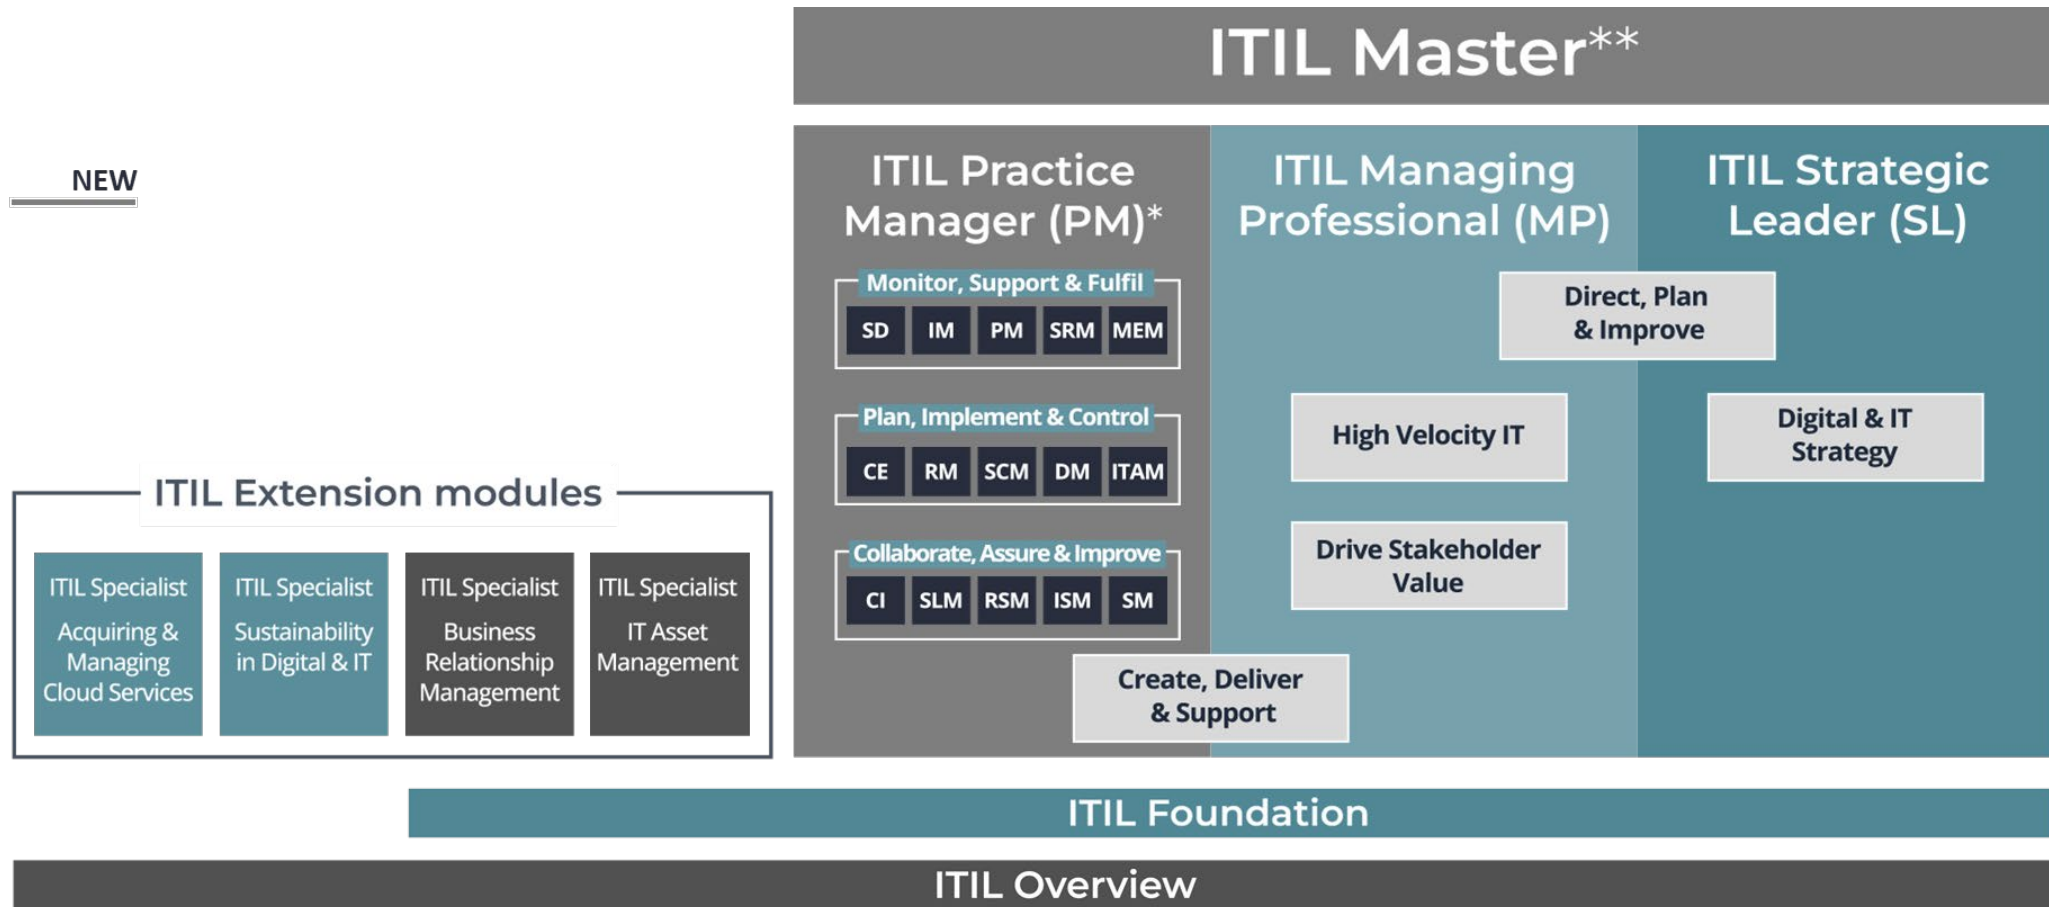 ITIL Master**
NEW
ITIL Practice
Manager (PM)*
Monitor, Support & Fulfil
SD IM PM SRM MEM
Plan, Implement & Control
CE RM SCM DM ITAM
Collaborate, Assure & Improve
CI SLM RSM ISM SM
ITIL Managing
Professional (MP)
ITIL Strategic
Leader (SL)
Direct, Plan
& Improve
High Velocity IT
Digital & IT
Strategy
Drive Stakeholder
Value
Create, Deliver
& Support
ITIL Extension modules
ITIL Specialist
Acquiring &
Managing
Cloud Services
ITIL Specialist
Sustainability
in Digital & IT
ITIL Specialist
Business
Relationship
Management
ITIL Specialist
IT Asset
Management
ITIL Foundation
ITIL Overview